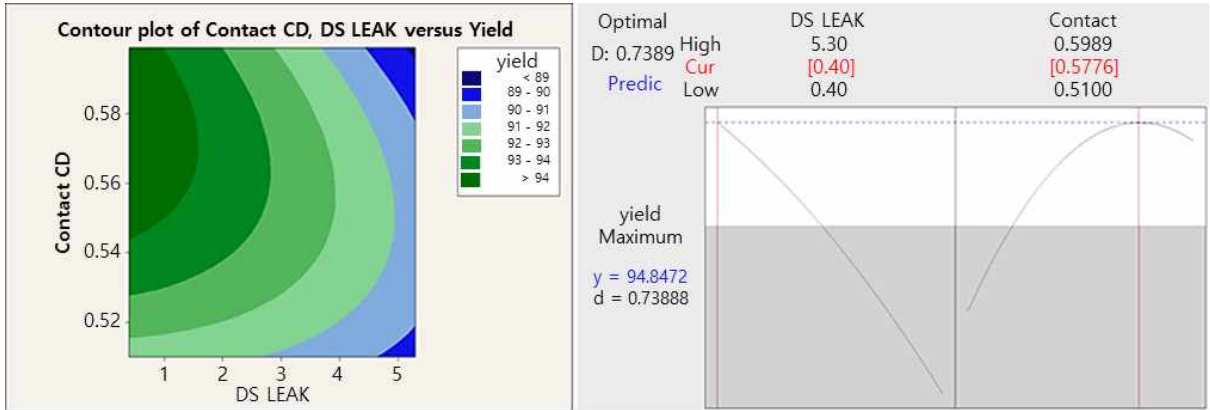 Contour plot of Contact CD, DS LEAK versus Yield
yield
< 89
89 - 90
90 - 91
91 - 92
92 - 93
93 - 94
> 94
Contact CD
0.58
0.56
0.54
0.52
1 2 3 4 5
DS LEAK
Optimal DS LEAK Contact
D: 0.7389 High 5.30 0.5989
Cur [0.40] [0.5776]
Predic Low 0.40 0.5100
yield
Maximum
y = 94.8472
d = 0.73888